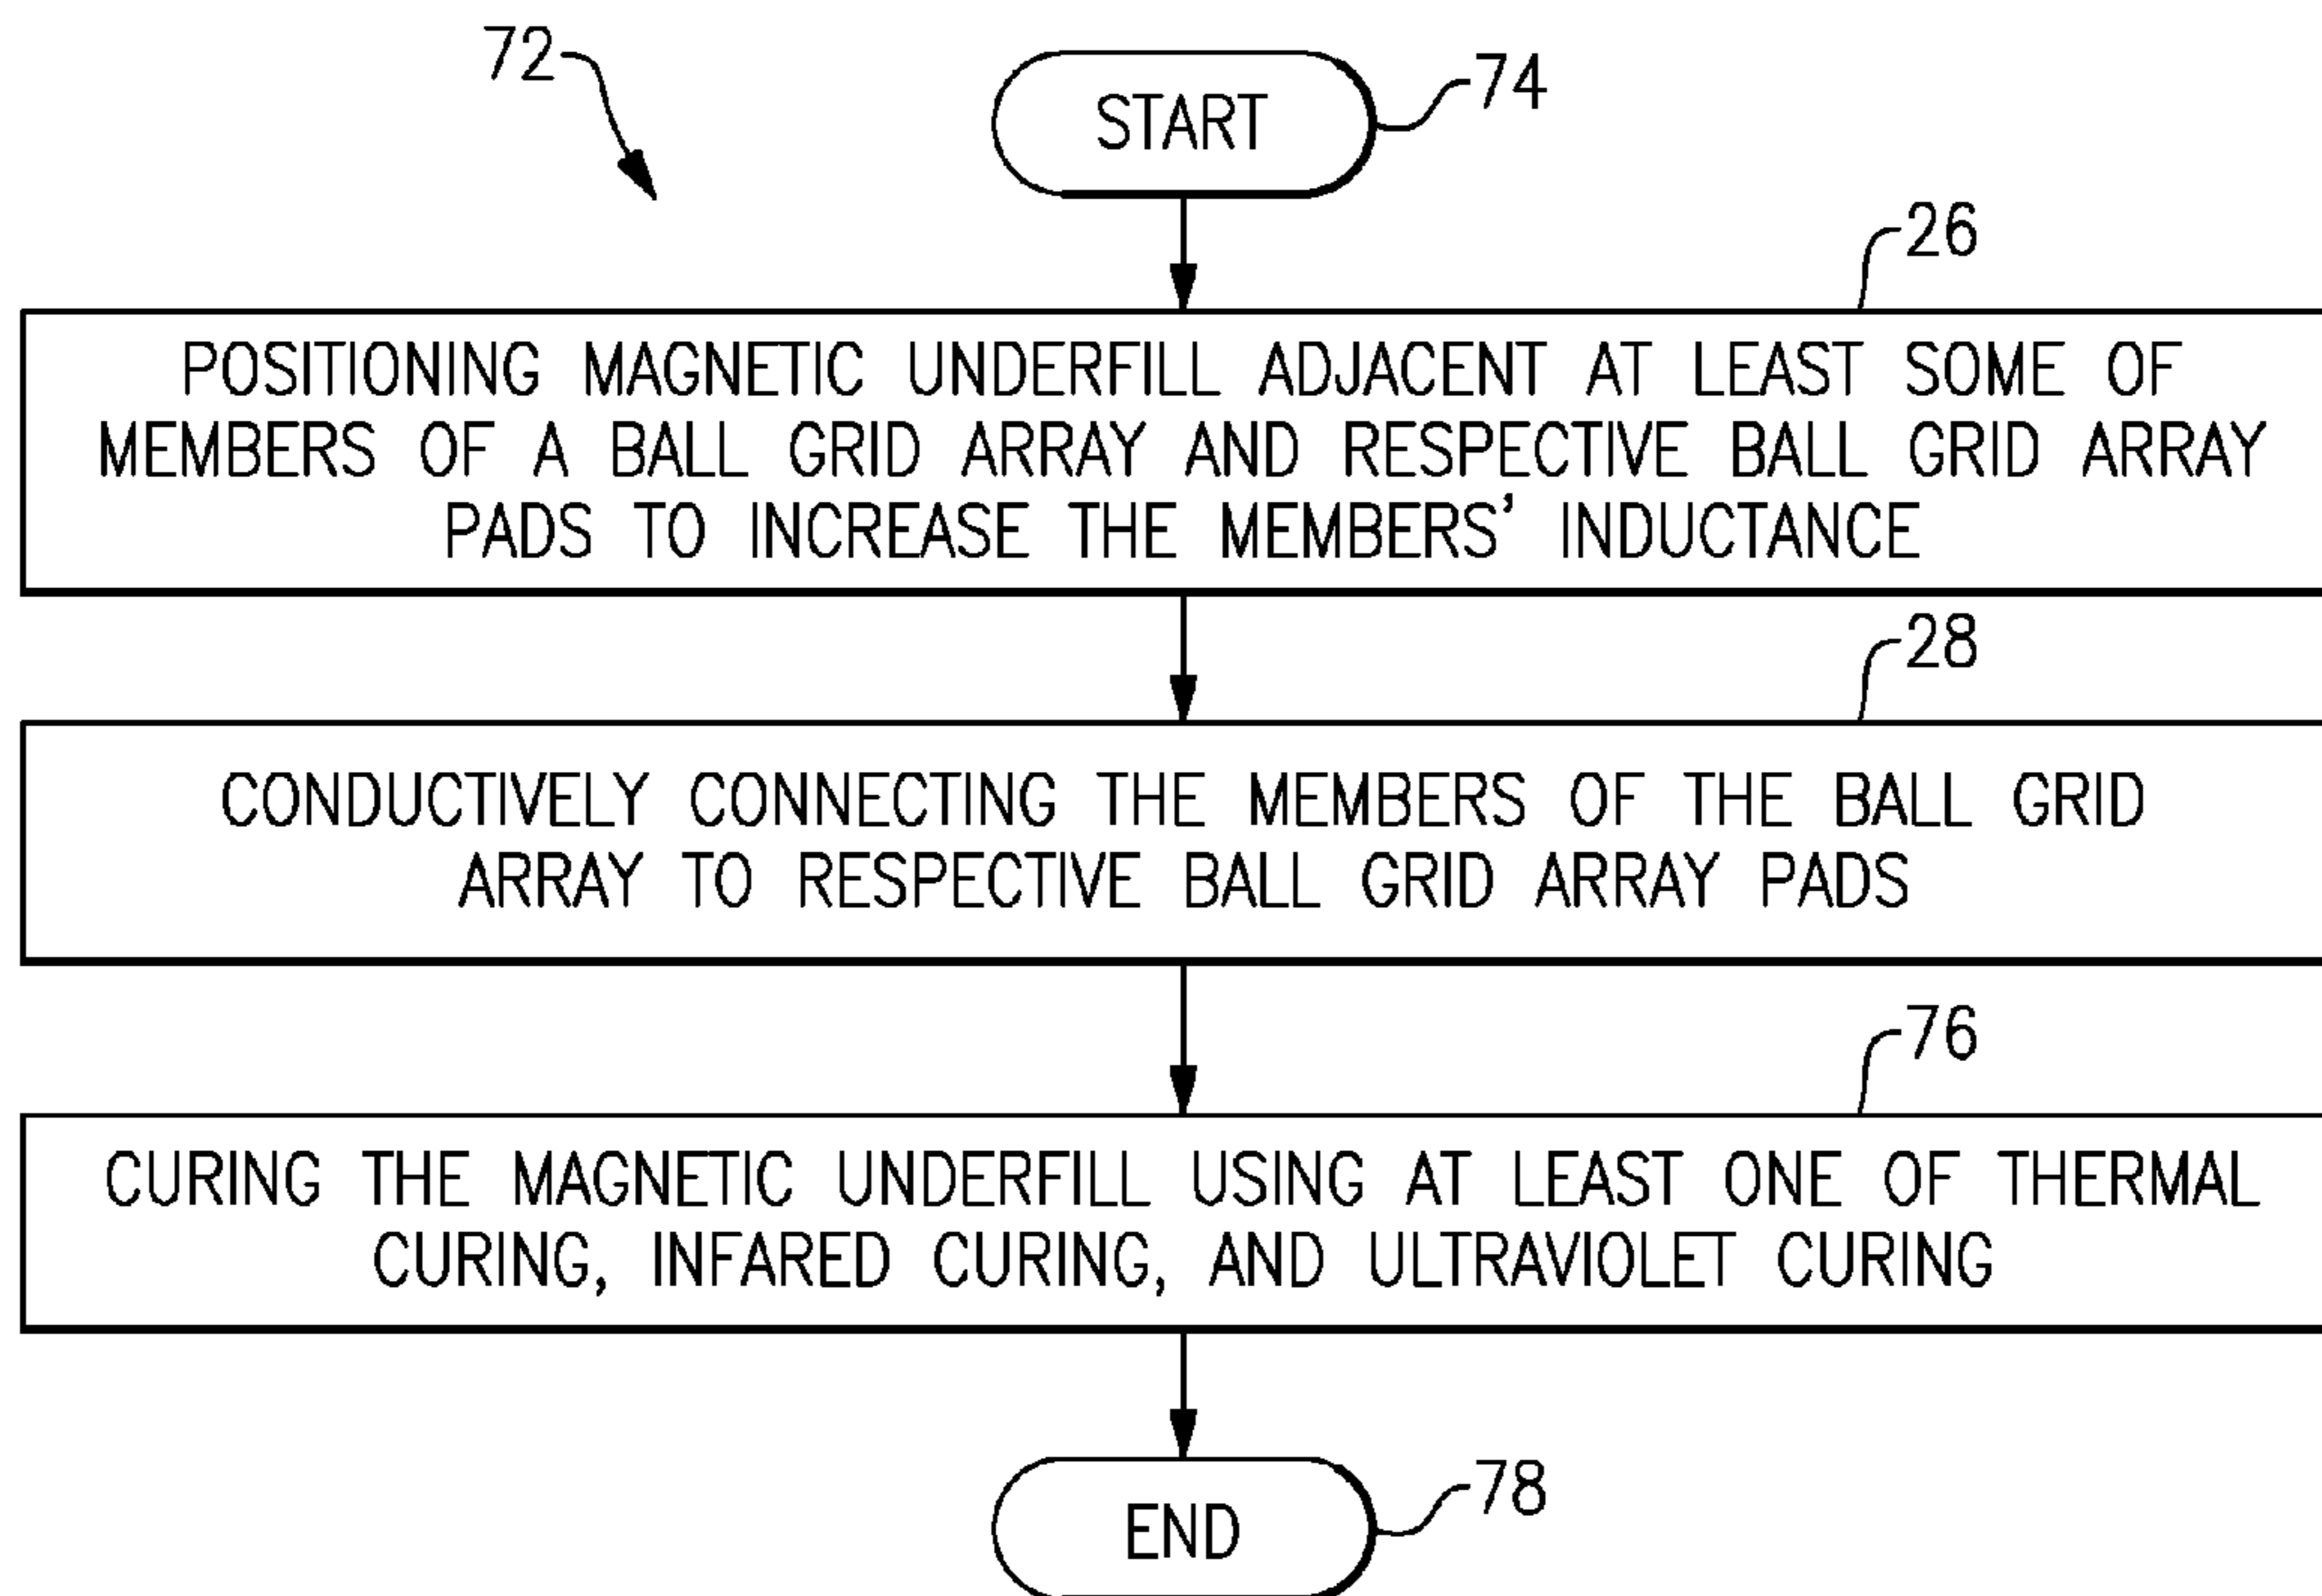 72
START
74
26
POSITIONING MAGNETIC UNDERFILL ADJACENT AT LEAST SOME OF
MEMBERS OF A BALL GRID ARRAY AND RESPECTIVE BALL GRID ARRAY
PADS TO INCREASE THE MEMBERS' INDUCTANCE
28
CONDUCTIVELY CONNECTING THE MEMBERS OF THE BALL GRID
ARRAY TO RESPECTIVE BALL GRID ARRAY PADS
76
CURING THE MAGNETIC UNDERFILL USING AT LEAST ONE OF THERMAL
CURING, INFARED CURING, AND ULTRAVIOLET CURING
END
78